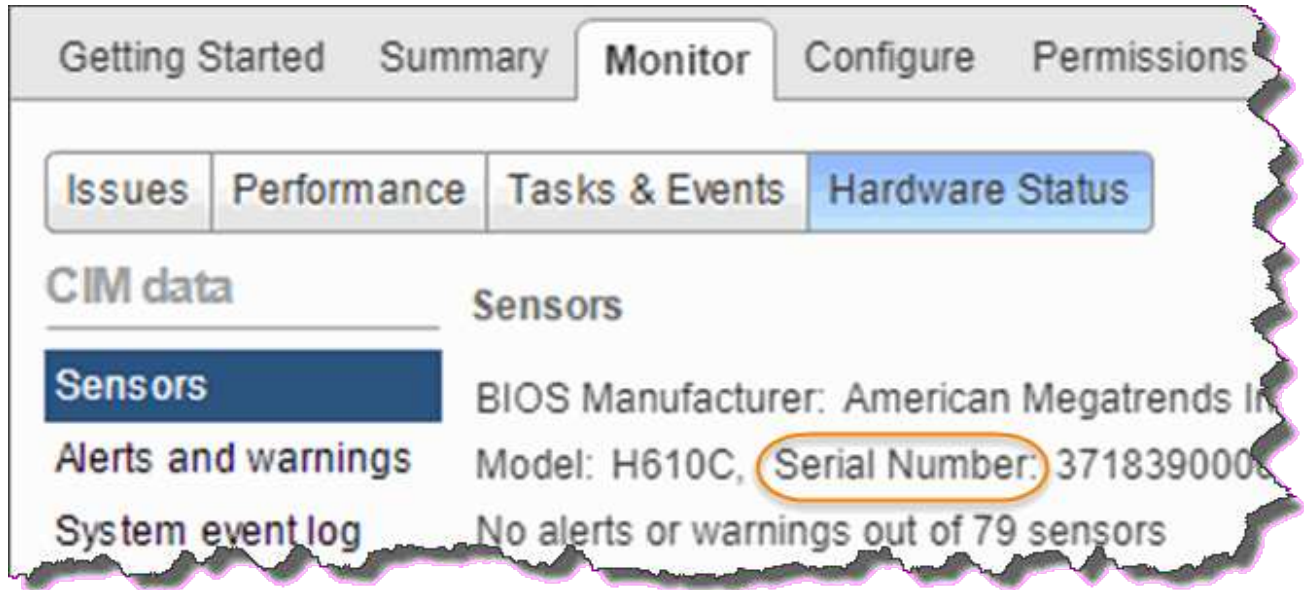 Getting Started Summary Monitor Configure Permissions
Issues Performance Tasks & Events Hardware Status
CIM data
Sensors
Sensors
Alerts and warnings
System event log
BIOS Manufacturer: American Megatrends
Model: H610C, Serial Number:
No alerts or warnings out of 79 sensors